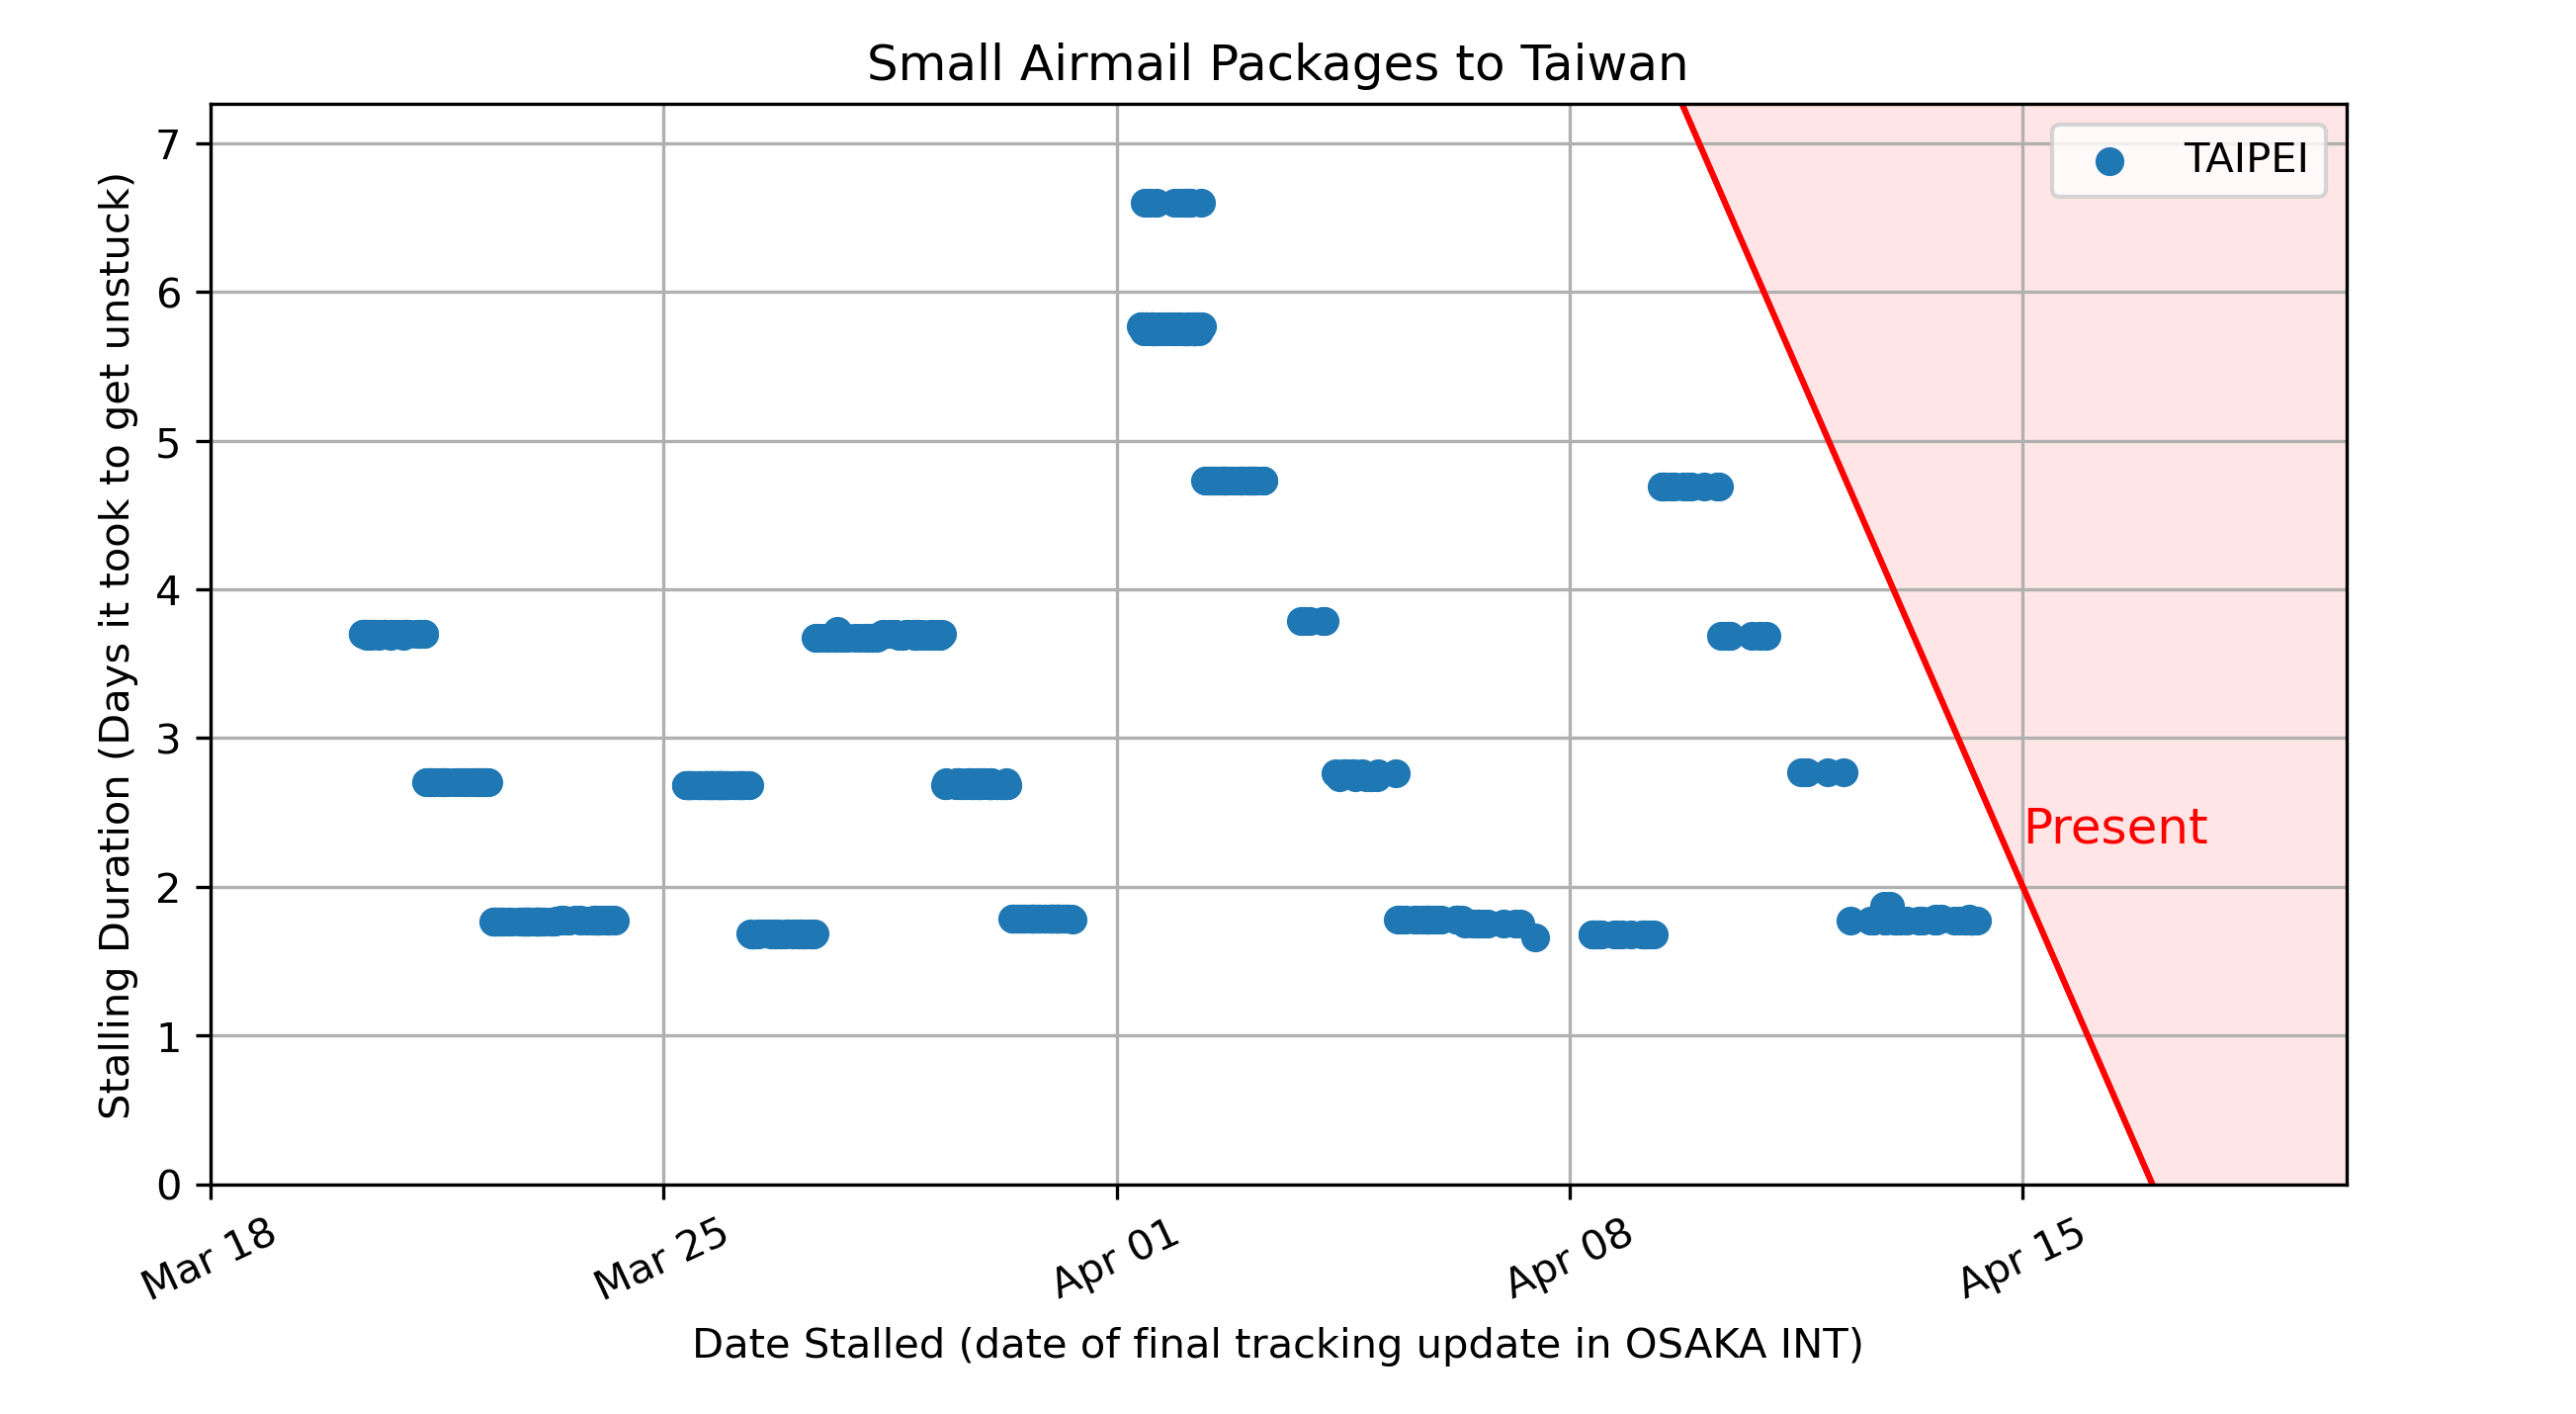 Small Airmail Packages to Taiwan
TAIPEI
7
6
5
4
3
2
1
0
Stalling Duration (Days it took to get unstuck)
Present
Mar 18
Mar 25
Apr 01
Apr 08
Apr 15
Date Stalled (date of final tracking update in OSAKA INT)